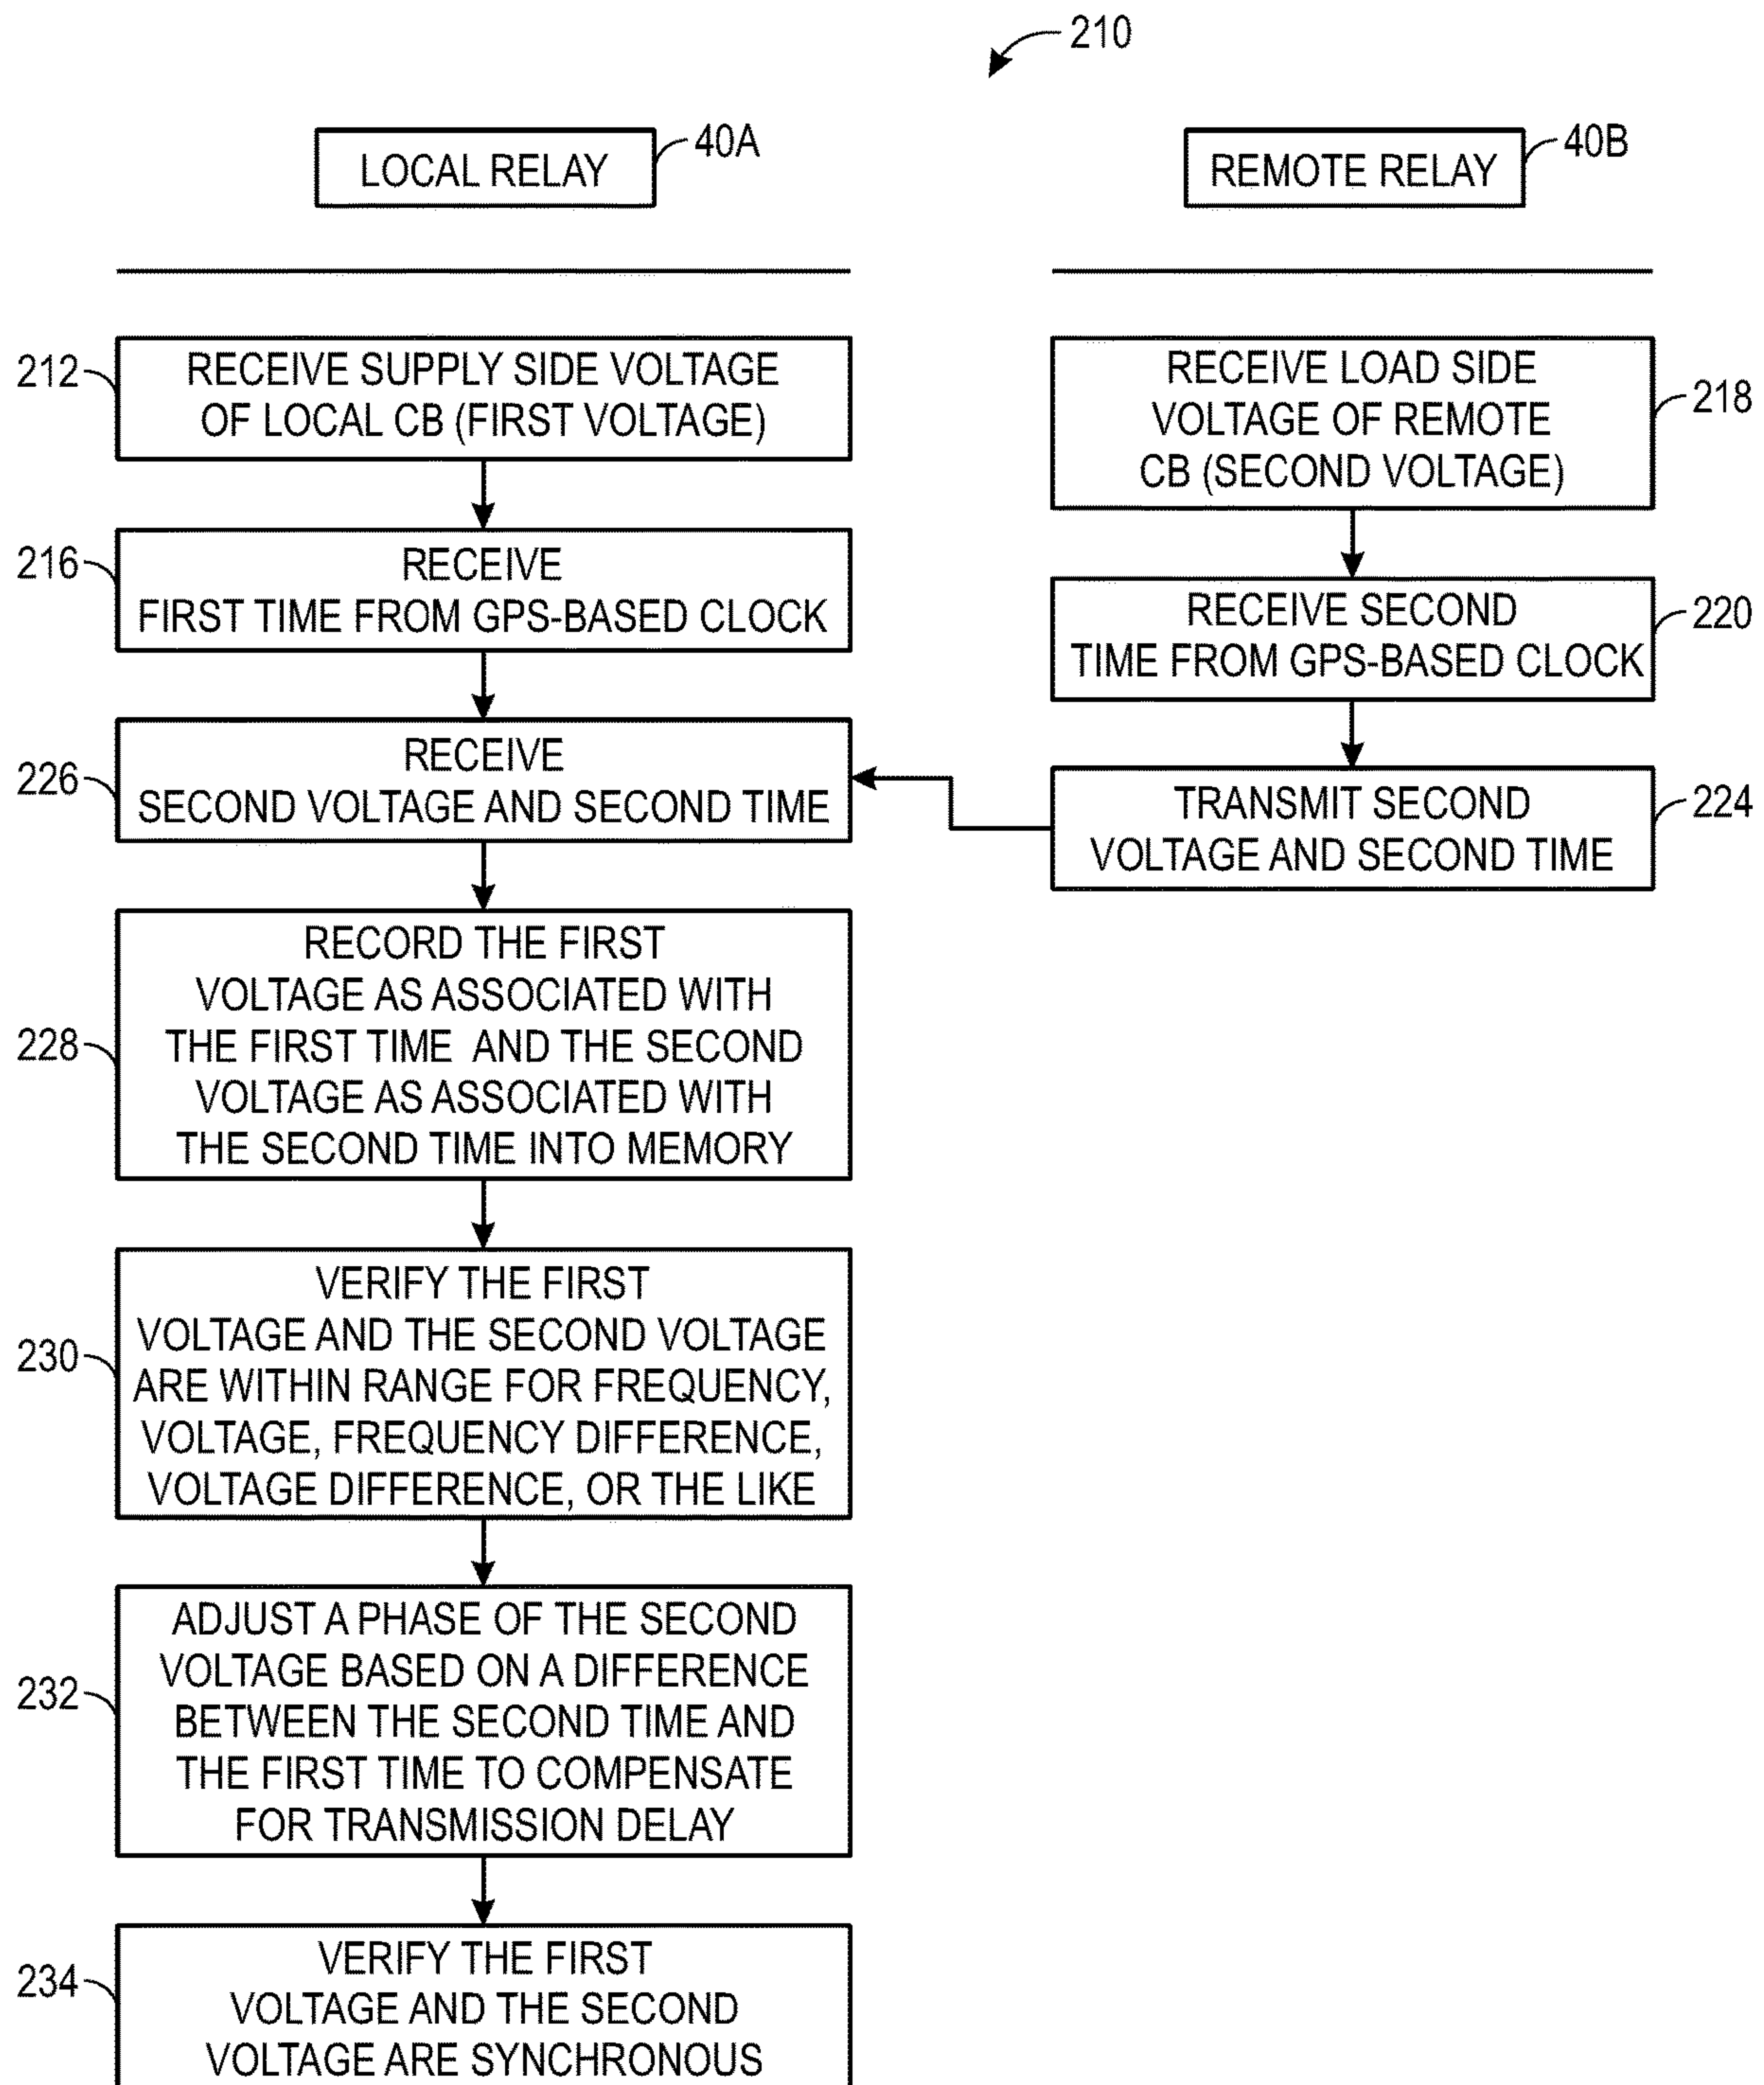 210
LOCAL RELAY
40A
REMOTE RELAY
40B
212
RECEIVE SUPPLY SIDE VOLTAGE
OF LOCAL CB (FIRST VOLTAGE)
216
RECEIVE
FIRST TIME FROM GPS-BASED CLOCK
226
RECEIVE
SECOND VOLTAGE AND SECOND TIME
228
RECORD THE FIRST
VOLTAGE AS ASSOCIATED WITH
THE FIRST TIME AND THE SECOND
VOLTAGE AS ASSOCIATED WITH
THE SECOND TIME INTO MEMORY
230
VERIFY THE FIRST
VOLTAGE AND THE SECOND VOLTAGE
ARE WITHIN RANGE FOR FREQUENCY,
VOLTAGE, FREQUENCY DIFFERENCE,
VOLTAGE DIFFERENCE, OR THE LIKE
232
ADJUST A PHASE OF THE SECOND
VOLTAGE BASED ON A DIFFERENCE
BETWEEN THE SECOND TIME AND
THE FIRST TIME TO COMPENSATE
FOR TRANSMISSION DELAY
234
VERIFY THE FIRST
VOLTAGE AND THE SECOND
VOLTAGE ARE SYNCHRONOUS
RECEIVE LOAD SIDE
VOLTAGE OF REMOTE
CB (SECOND VOLTAGE)
218
RECEIVE SECOND
TIME FROM GPS-BASED CLOCK
220
TRANSMIT SECOND
VOLTAGE AND SECOND TIME
224